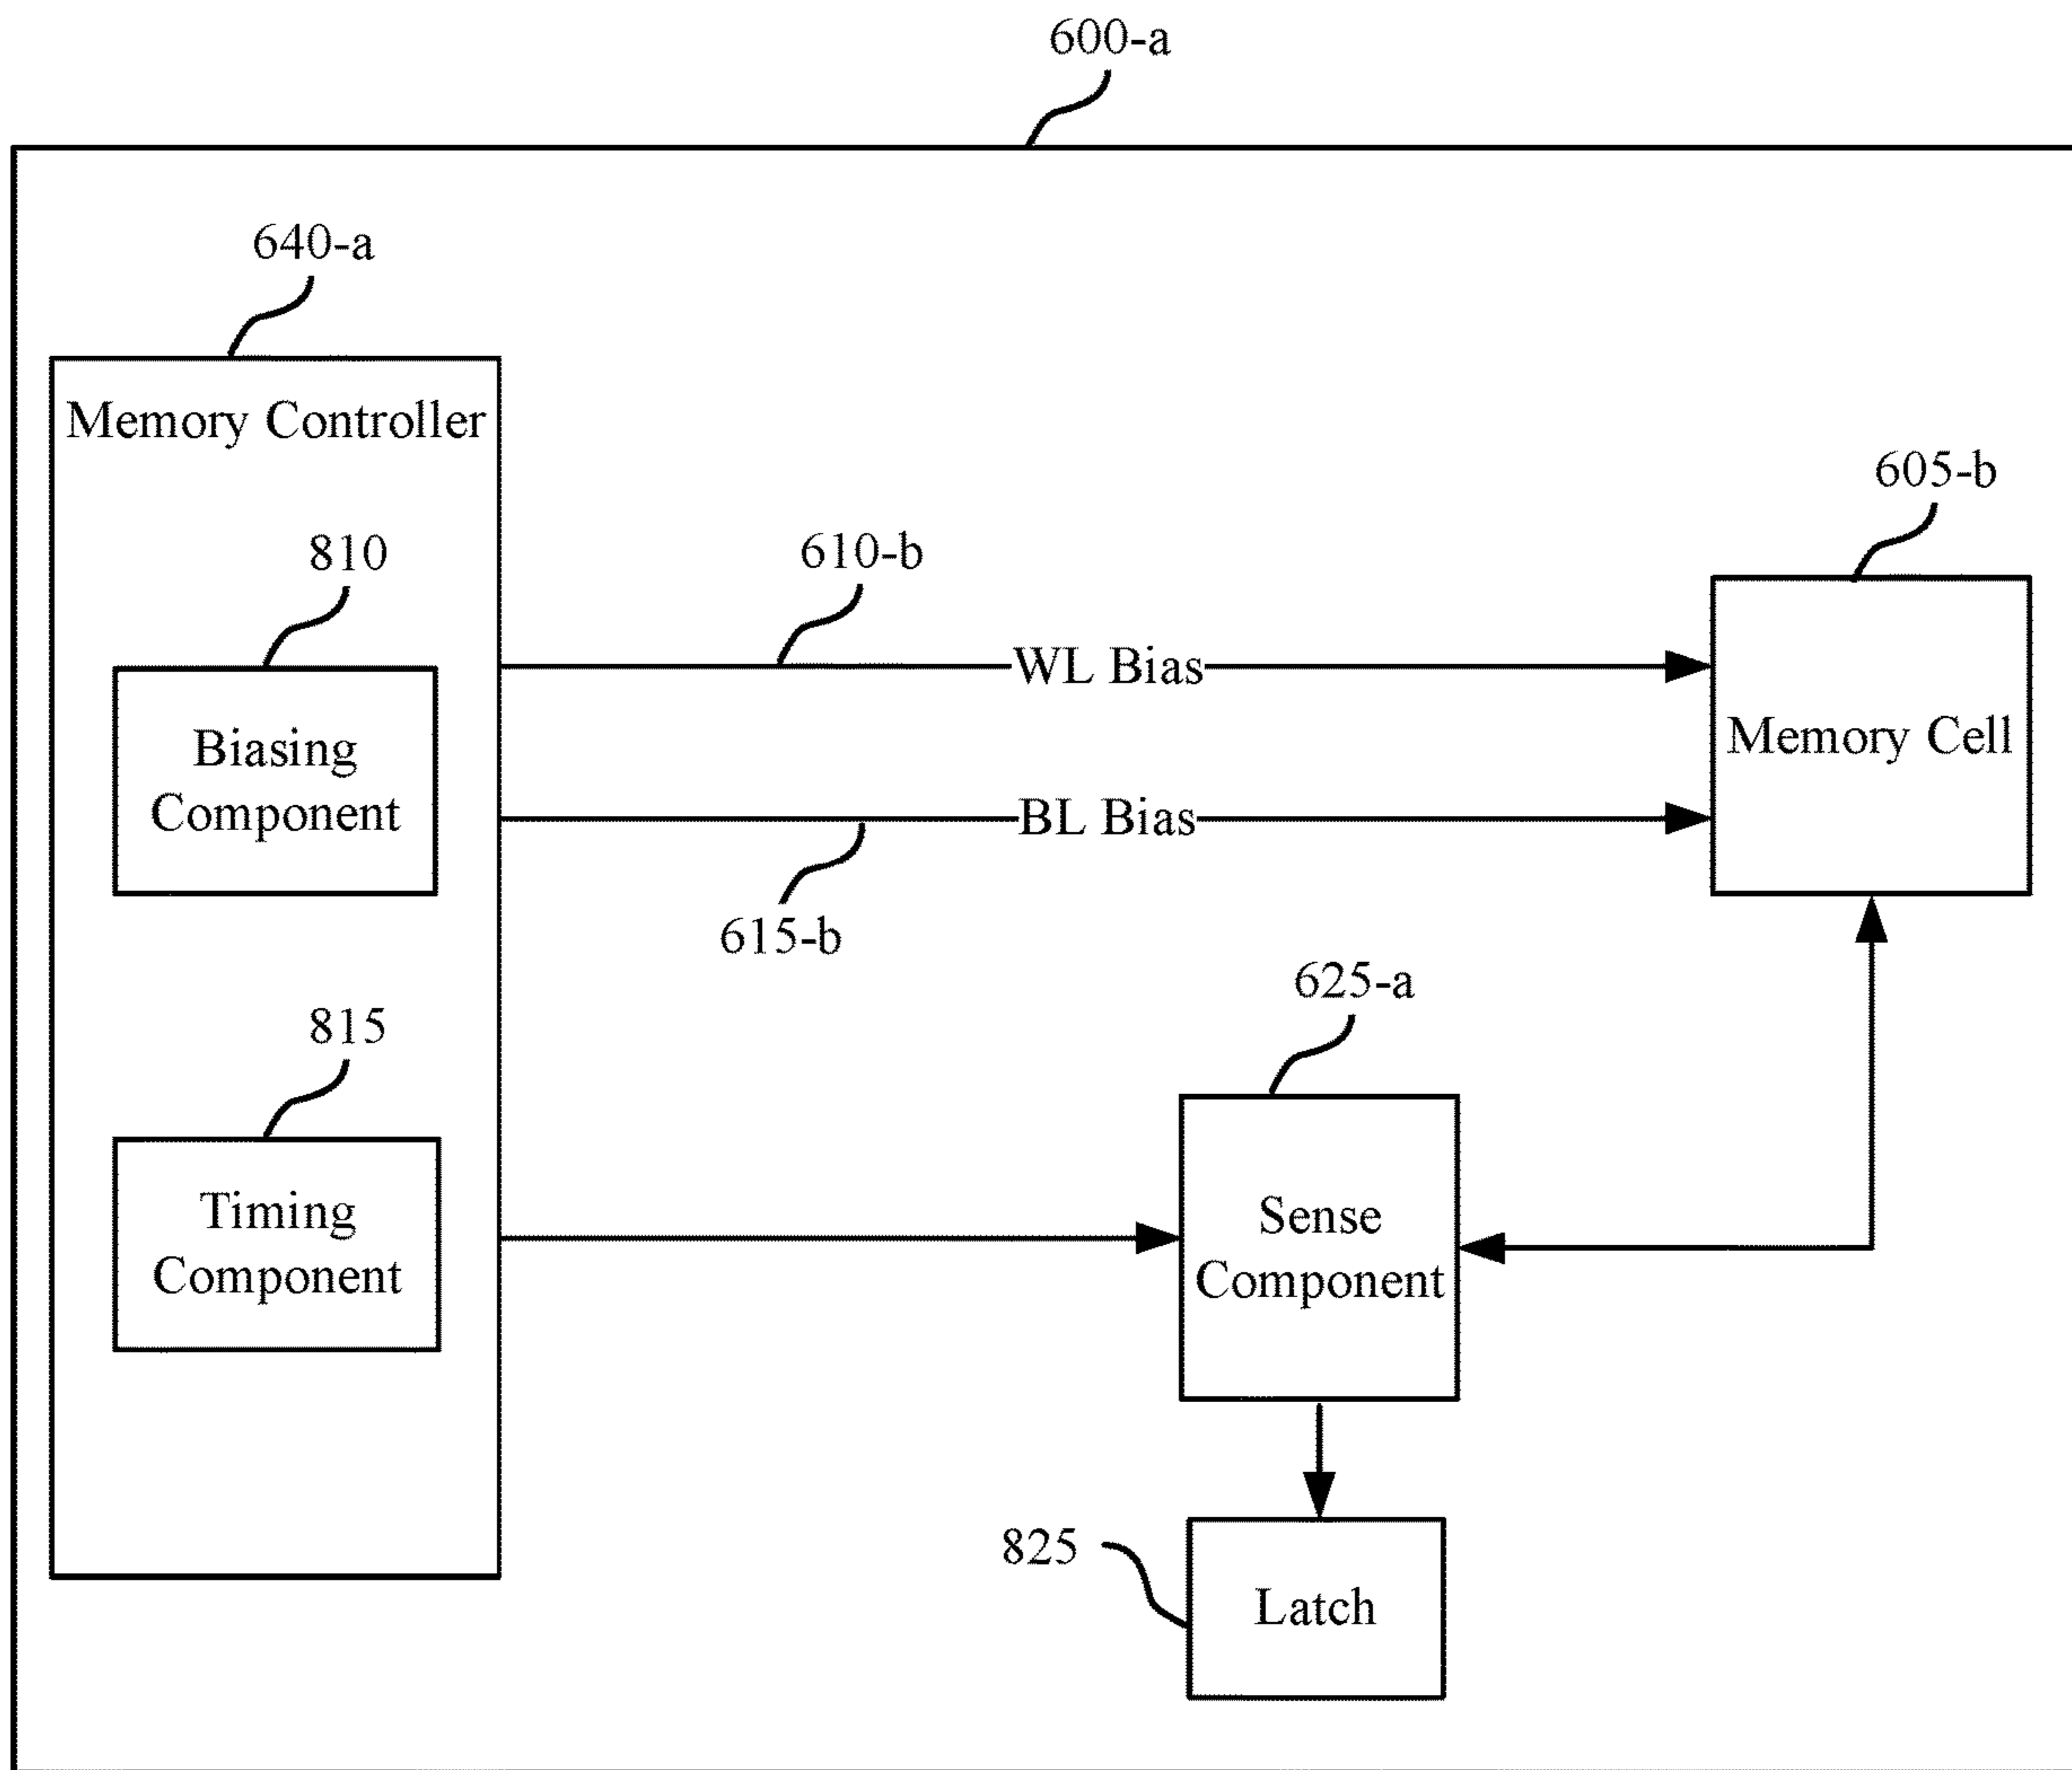 600-a
640-a
Memory Controller
605-b
810
610-b
WL Bias
Memory Cell
Biasing
Component
BL Bias
615-b
625-a
815
Timing
Component
Sense
Component
825
Latch